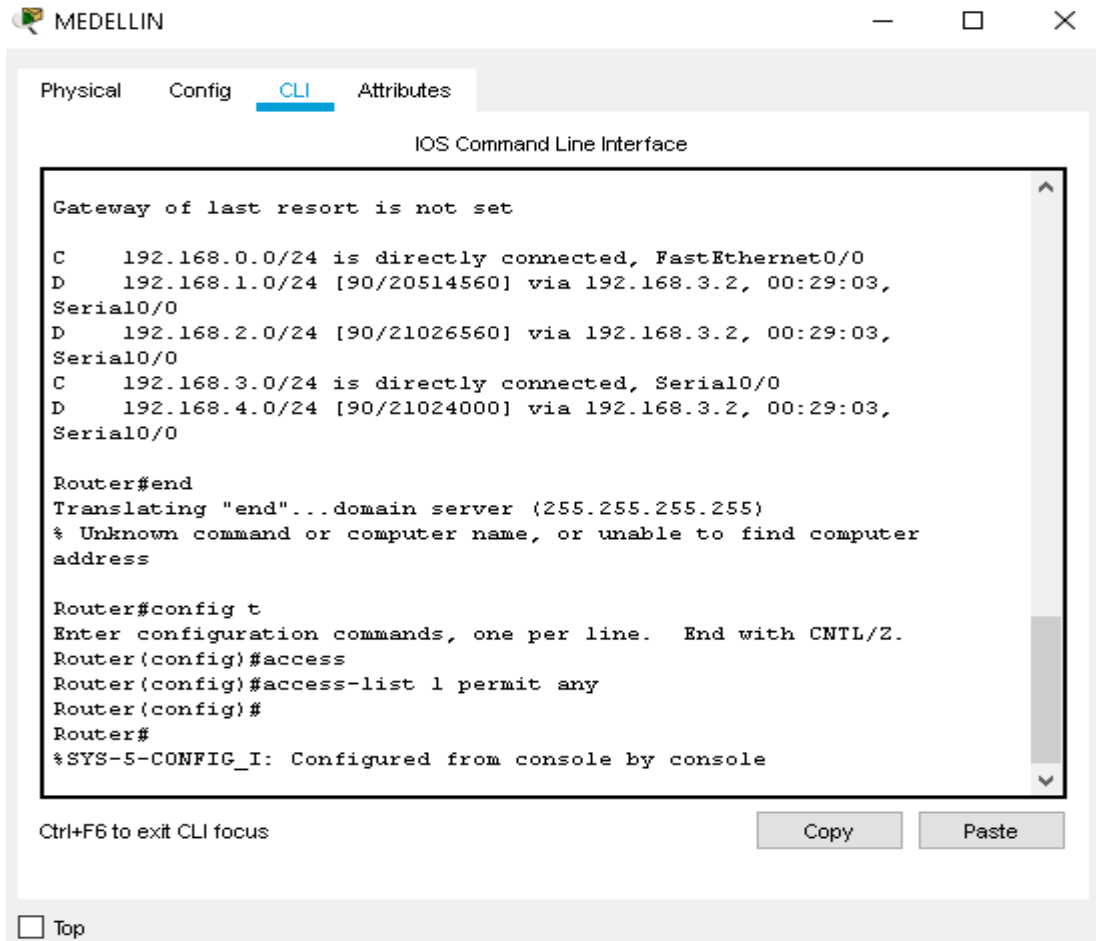 MEDELLIN
Physical Config CLI Attributes
IOS Command Line Interface
Gateway of last resort is not set
C    192.168.0.0/24 is directly connected, FastEthernet0/0
D    192.168.1.0/24 [90/20514560] via 192.168.3.2, 00:29:03,
Serial0/0
D    192.168.2.0/24 [90/21026560] via 192.168.3.2, 00:29:03,
Serial0/0
C    192.168.3.0/24 is directly connected, Serial0/0
D    192.168.4.0/24 [90/21024000] via 192.168.3.2, 00:29:03,
Serial0/0
Router#end
Translating "end"...domain server (255.255.255.255)
% Unknown command or computer name, or unable to find computer
address
Router#config t
Enter configuration commands, one per line.  End with CNTL/Z.
Router(config)#access
Router(config)#access-list 1 permit any
Router(config)#
Router#
%SYS-5-CONFIG_I: Configured from console by console
Ctrl+F6 to exit CLI focus Copy Paste
Top